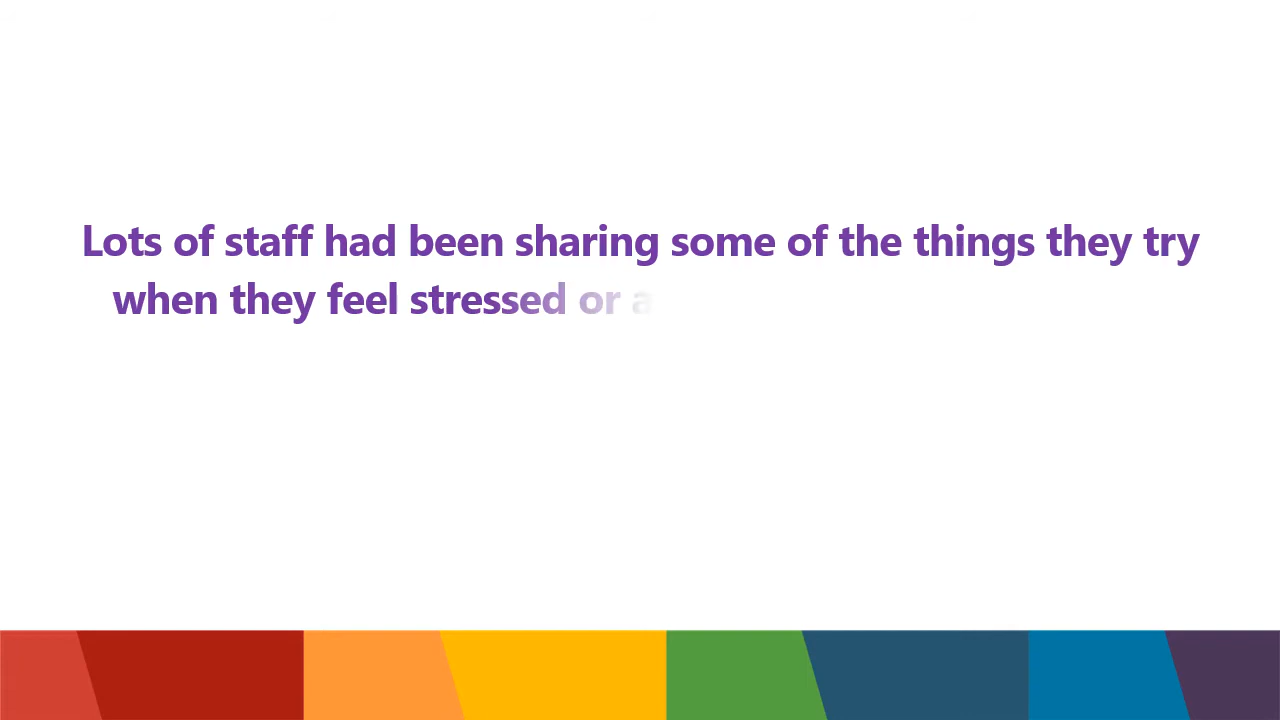 Lots of staff had been sharing some of the things they try
when they feel stressed or